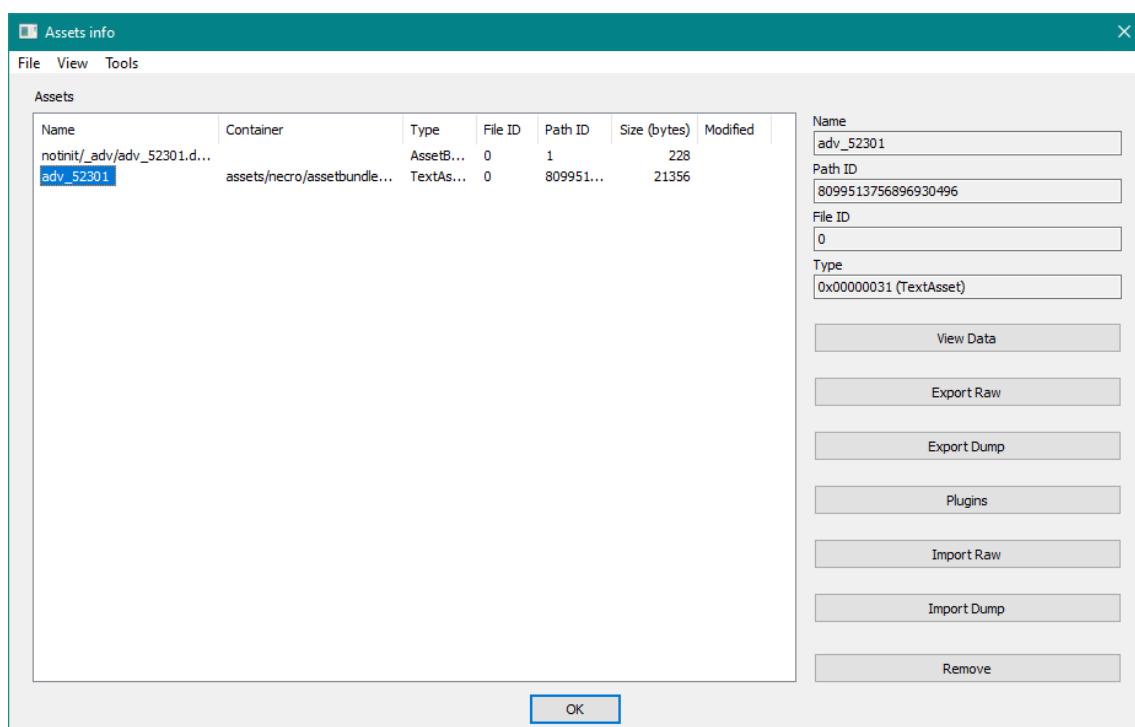 Assets info
File View Tools
Assets
Name Container Type File ID Path ID Size (bytes) Modified
notinit/_adv/adv_52301.d... AssetB... 0 1 228
adv_52301 assets/necro/assetbundle... TextAs... 0 809951... 21356
Name
adv_52301
Path ID
8099513756896930496
File ID
0
Type
0x00000031 (TextAsset)
View Data
Export Raw
Export Dump
Plugins
Import Raw
Import Dump
Remove
OK